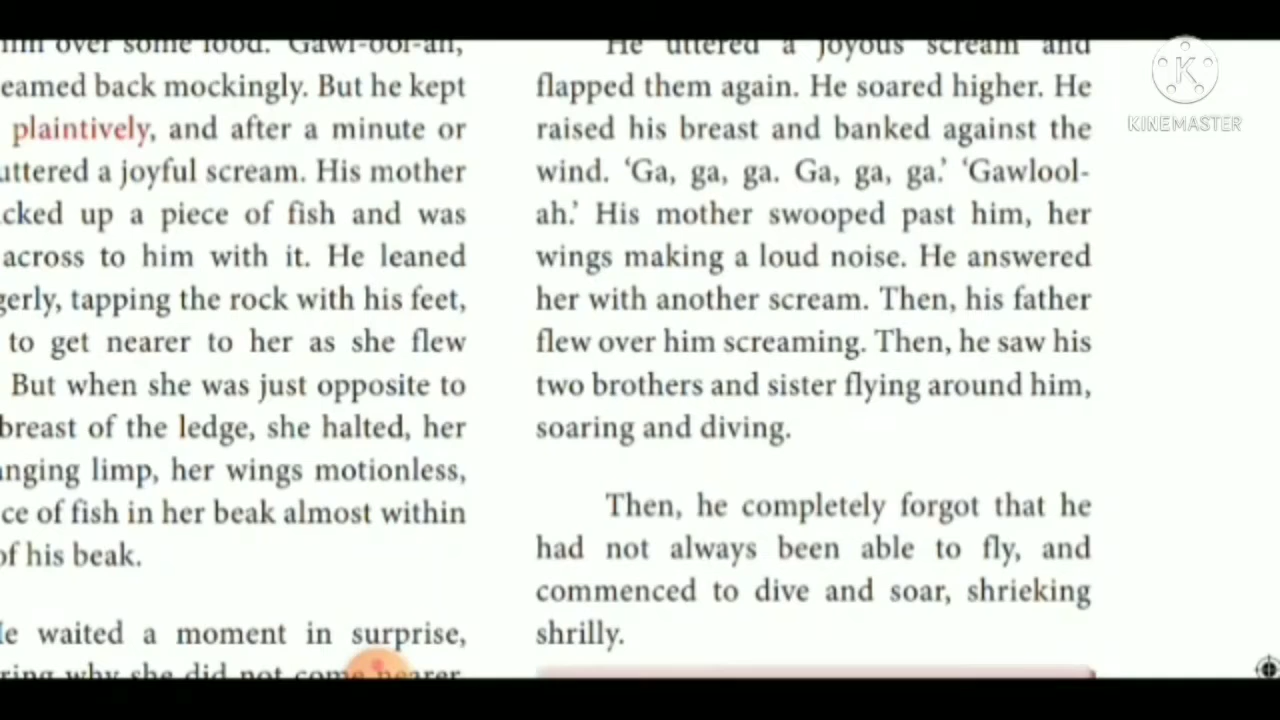 him over some food. 'Gawl-ool-ah,'
eamed back mockingly. But he kept
plaintively, and after a minute or
uttered a joyful scream. His mother
cked up a piece of fish and was
across to him with it. He leaned
gerly, tapping the rock with his feet,
to get nearer to her as she flew
But when she was just opposite to
breast of the ledge, she halted, her
anging limp, her wings motionless,
ce of fish in her beak almost within
of his beak.
He waited a moment in surprise,
ring why she did not come nearer,
He uttered a joyous scream and
flapped them again. He soared higher. He
raised his breast and banked against the
wind. 'Ga, ga, ga. Ga, ga, ga.' 'Gawlool-
ah.' His mother swooped past him, her
wings making a loud noise. He answered
her with another scream. Then, his father
flew over him screaming. Then, he saw his
two brothers and sister flying around him,
soaring and diving.
Then, he completely forgot that he
had not always been able to fly, and
commenced to dive and soar, shrieking
shrilly.
K
KINEMASTER